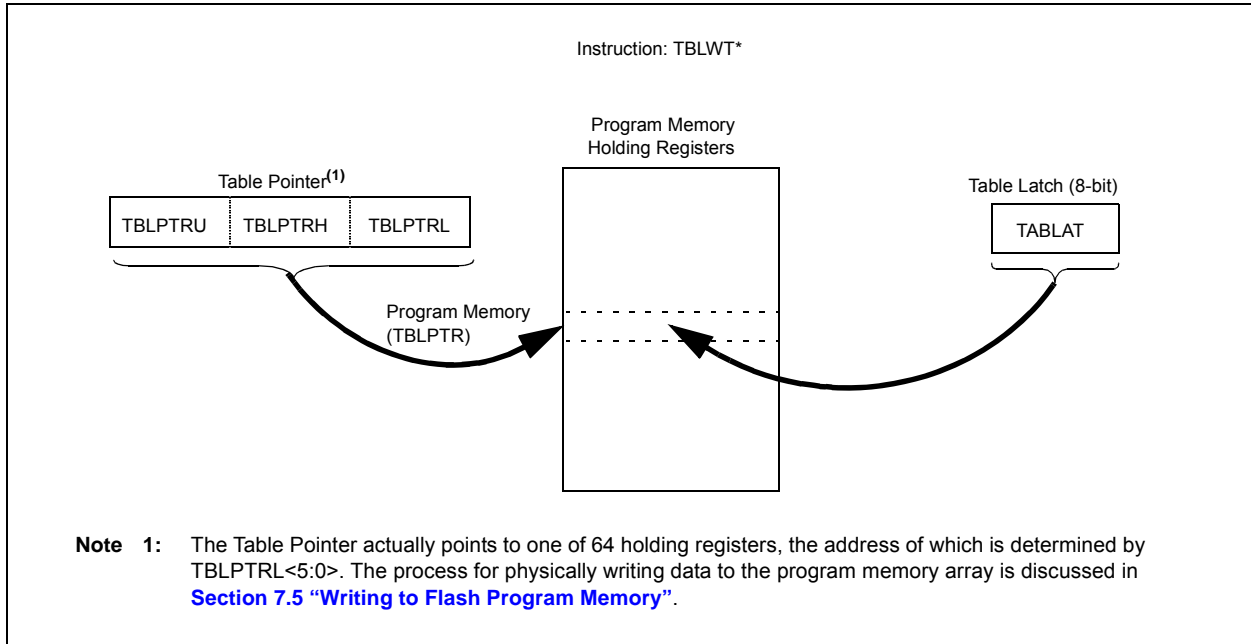 Instruction: TBLWT*
Program Memory
Holding Registers
Table Pointer(1)
Table Latch (8-bit)
TBLPTRU TBLPTRH TBLPTRL
TABLAT
Program Memory
(TBLPTR)
Note 1: The Table Pointer actually points to one of 64 holding registers, the address of which is determined by
TBLPTRL<5:0>. The process for physically writing data to the program memory array is discussed in
Section 7.5 “Writing to Flash Program Memory”.